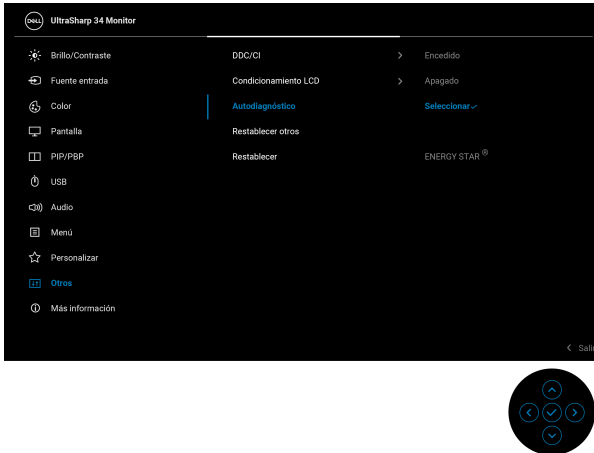 DELL UltraSharp 34 Monitor
Brillo/Contraste DDC/CI Encedido
Fuente entrada Condicionamiento LCD Apagado
Color Autodiagnóstico Seleccionar
Pantalla Restablecer otros
PIP/PBP Restablecer ENERGY STAR ®
USB
Audio
Menú
Personalizar
Otros
Más información
Salir